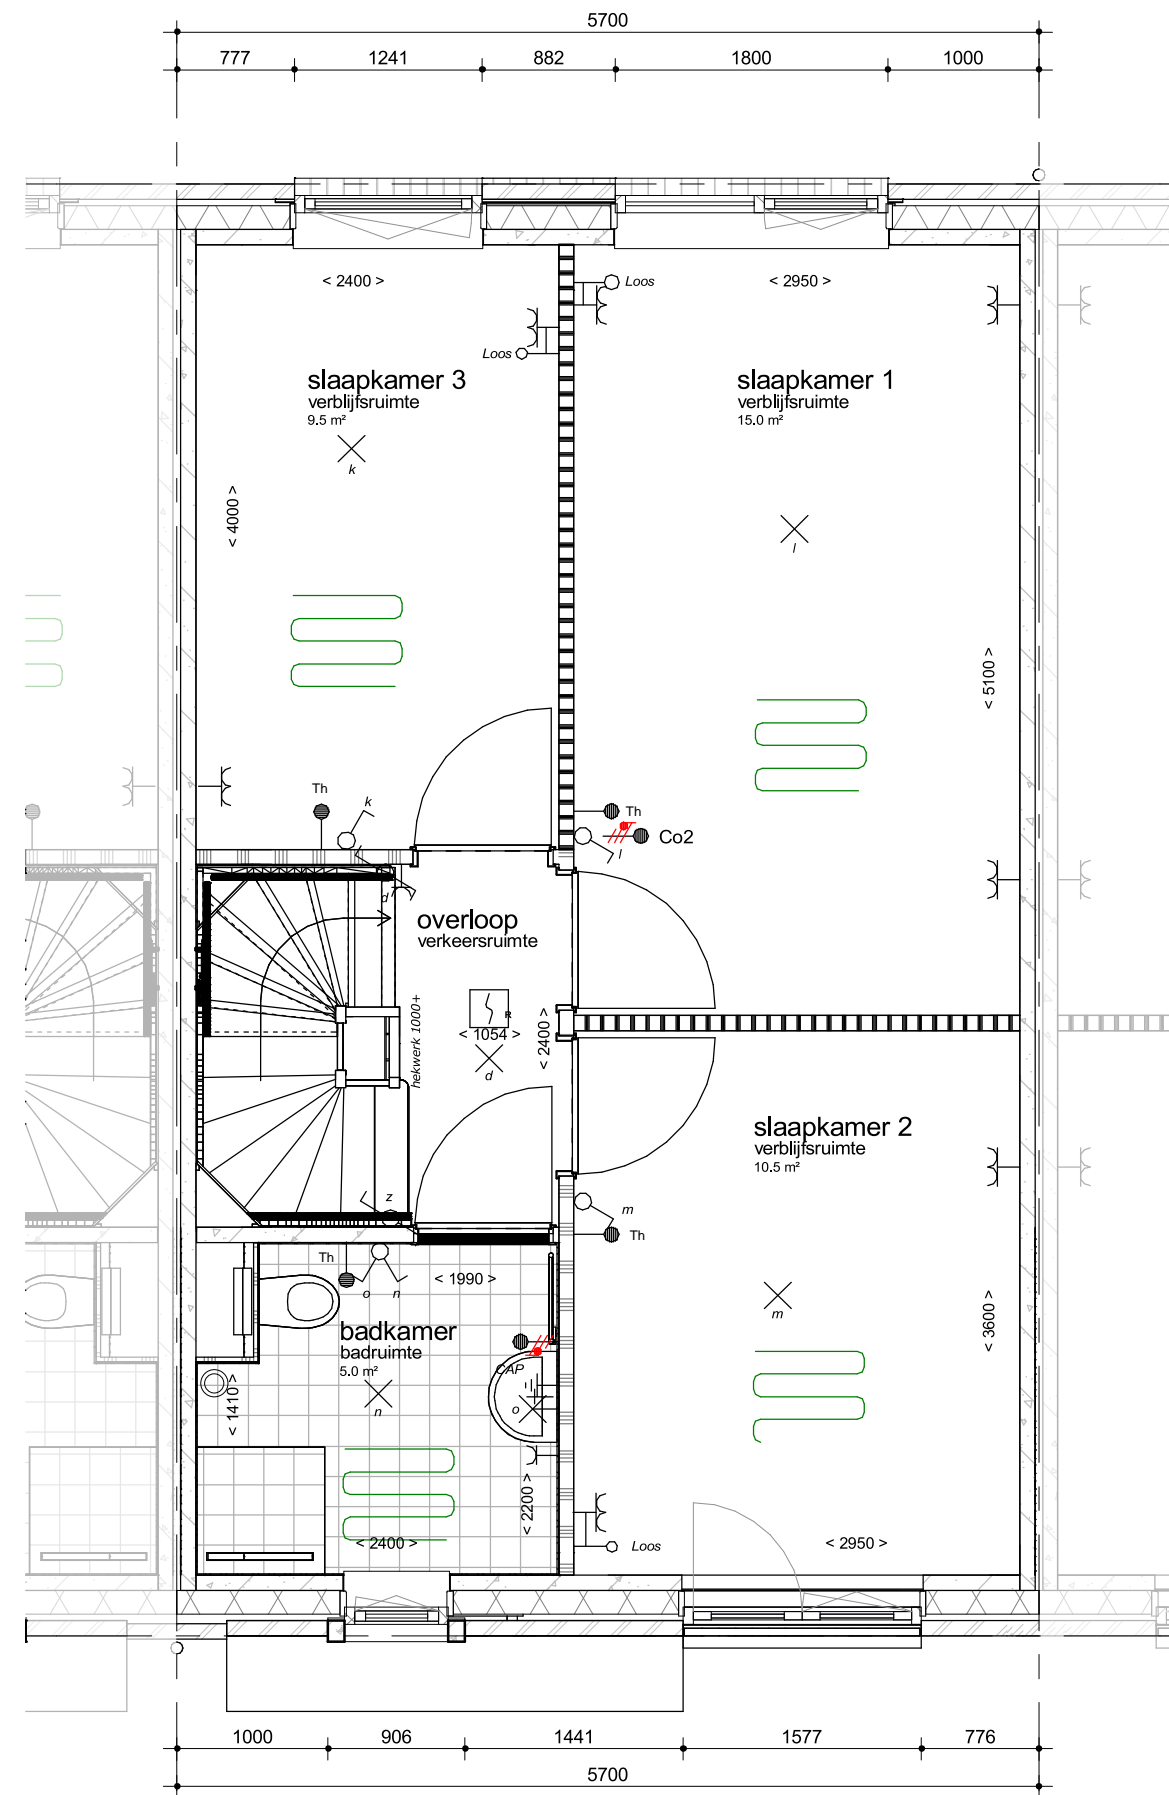 5700
777 1241 882 1800 1000
< 2400 >
Loos
< 2950 >
Loos
slaapkamer 3
verblijfsruimte
9.5 m²
k
slaapkamer 1
verblijfsruimte
15.0 m²
l
< 4000 >
< 5100 >
Th
k
Th
Co2
l
d
overloop
verkeersruimte
hekwerk 1000+
R
< 1054 >
d
< 2400 >
slaapkamer 2
verblijfsruimte
10.5 m²
z
m
Th
Th
o n
< 1990 >
m
< 3600 >
badkamer
badruimte
5.0 m²
n
CAP
o
< 1410 >
< 2200 >
< 2400 >
Loos
< 2950 >
1000 906 1441 1577 776
5700